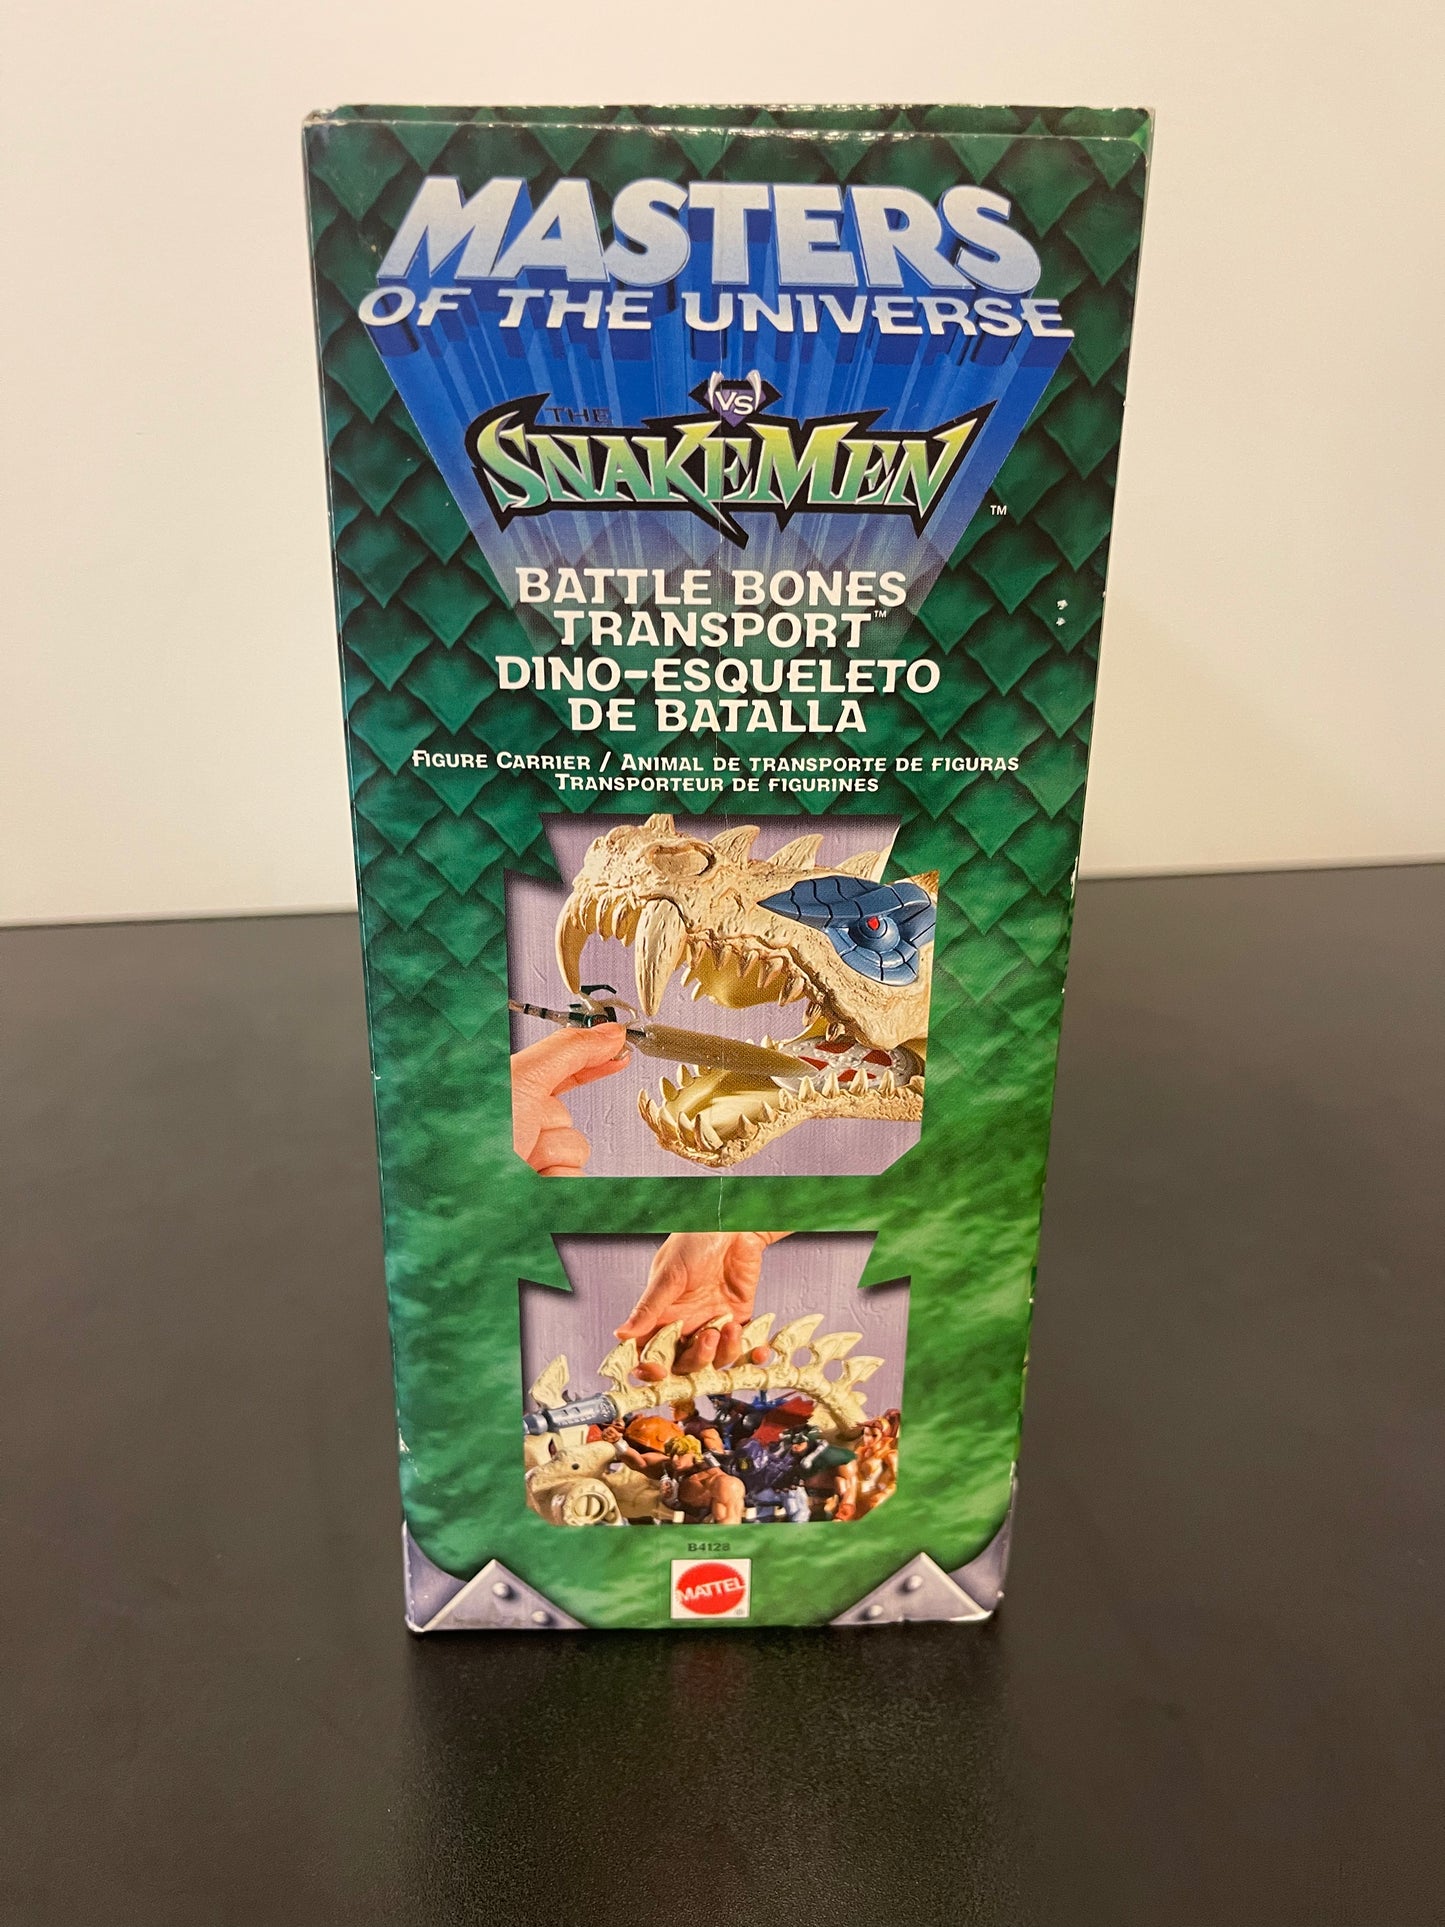 MASTERS
OF THE UNIVERSE
VS
THE
SNAKEMEN
TM
BATTLE BONES
TRANSPORT™
DINO-ESQUELETO
DE BATALLA
FIGURE CARRIER / ANIMAL DE TRANSPORTE DE FIGURAS
TRANSPORTEUR DE FIGURINES
B4128
MATTEL
®